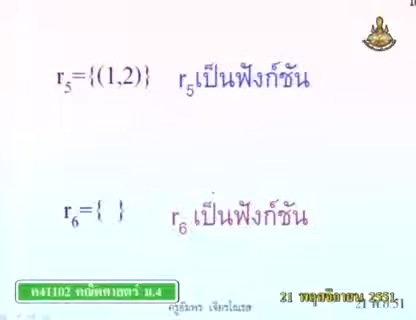 r₅={(1,2)} r₅เป็นฟังก์ชัน
r₆={ } r₆ เป็นฟังก์ชัน
ค41102 คณิตศาสตร์ ม.4
21 พฤศจิกายน 2551